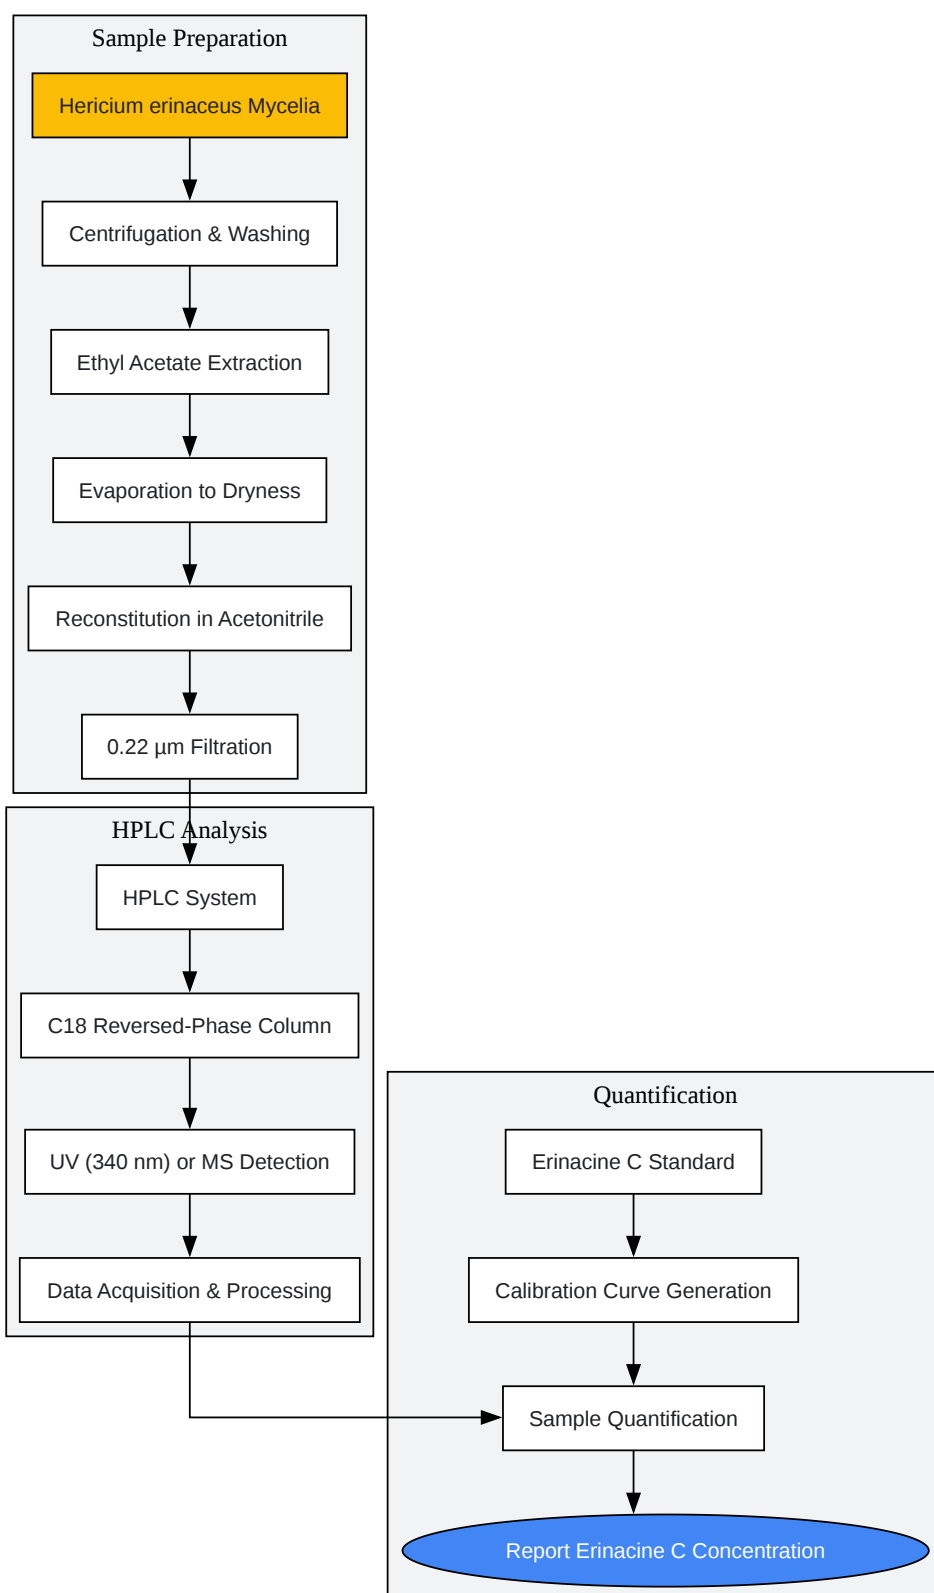 Sample Preparation
Hericium erinaceus Mycelia
Centrifugation & Washing
Ethyl Acetate Extraction
Evaporation to Dryness
Reconstitution in Acetonitrile
0.22 µm Filtration
HPLC Analysis
HPLC System
C18 Reversed-Phase Column
UV (340 nm) or MS Detection
Data Acquisition & Processing
Quantification
Erinacine C Standard
Calibration Curve Generation
Sample Quantification
Report Erinacine C Concentration